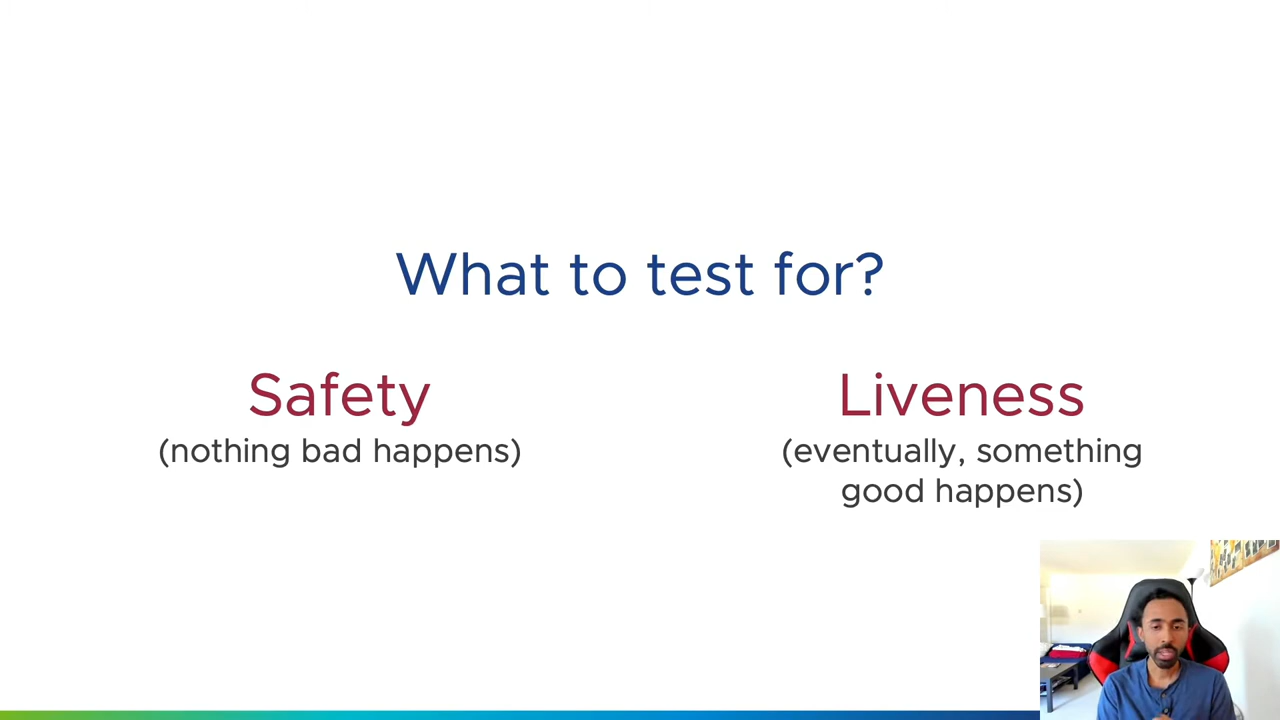 What to test for?
Safety
(nothing bad happens)
Liveness
(eventually, something
good happens)